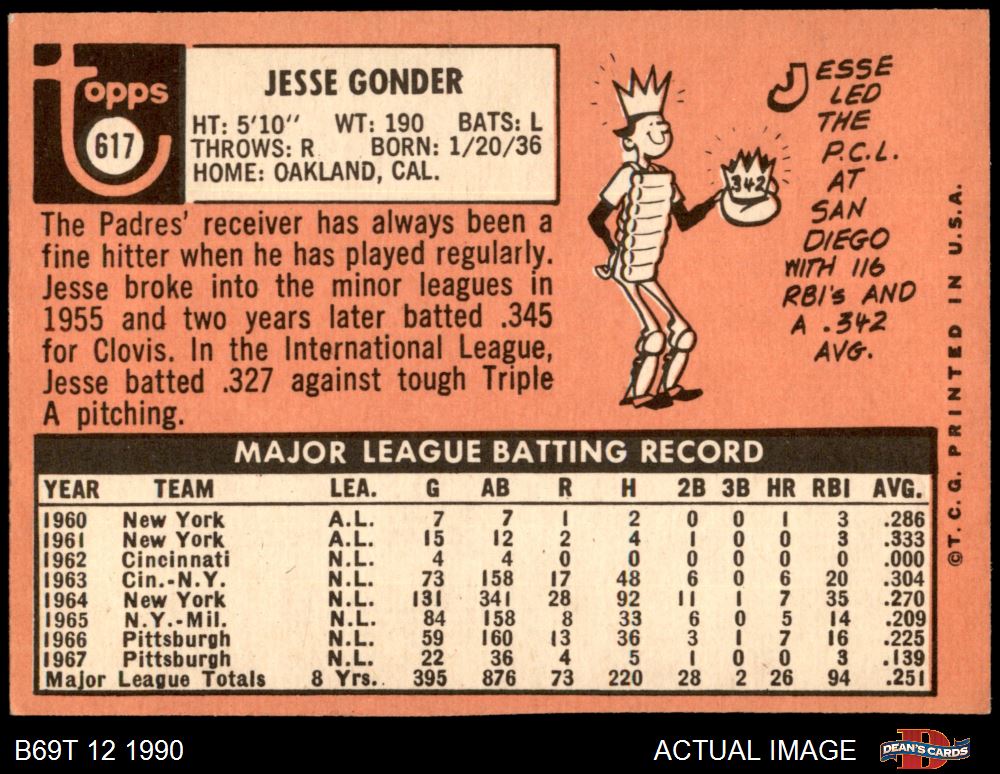 Topps
617
JESSE GONDER
HT: 5'10" WT: 190 BATS: L
THROWS: R BORN: 1/20/36
HOME: OAKLAND, CAL.
The Padres' receiver has always been a
fine hitter when he has played regularly.
Jesse broke into the minor leagues in
1955 and two years later batted .345
for Clovis. In the International League,
Jesse batted .327 against tough Triple
A pitching.
342
JESSE
LED
THE
P.C.L.
AT
SAN
DIEGO
WITH 116
RBI's AND
A .342
AVG.
MAJOR LEAGUE BATTING RECORD
YEAR TEAM LEA. G AB R H 2B 3B HR RBI AVG.
1960 New York A.L. 7 7 1 2 0 0 1 3 .286
1961 New York A.L. 15 12 2 4 1 0 0 3 .333
1962 Cincinnati N.L. 4 4 0 0 0 0 0 0 .000
1963 Cin.-N.Y. N.L. 73 158 17 48 6 0 6 20 .304
1964 New York N.L. 131 341 28 92 11 1 7 35 .270
1965 N.Y.-Mil. N.L. 84 158 8 33 6 0 5 14 .209
1966 Pittsburgh N.L. 59 160 13 36 3 1 7 16 .225
1967 Pittsburgh N.L. 22 36 4 5 1 0 0 3 .139
Major League Totals 8 Yrs. 395 876 73 220 28 2 26 94 .251
©T. C. G. PRINTED IN U.S.A.
B69T 12 1990
ACTUAL IMAGE
B
DEAN'S CARDS